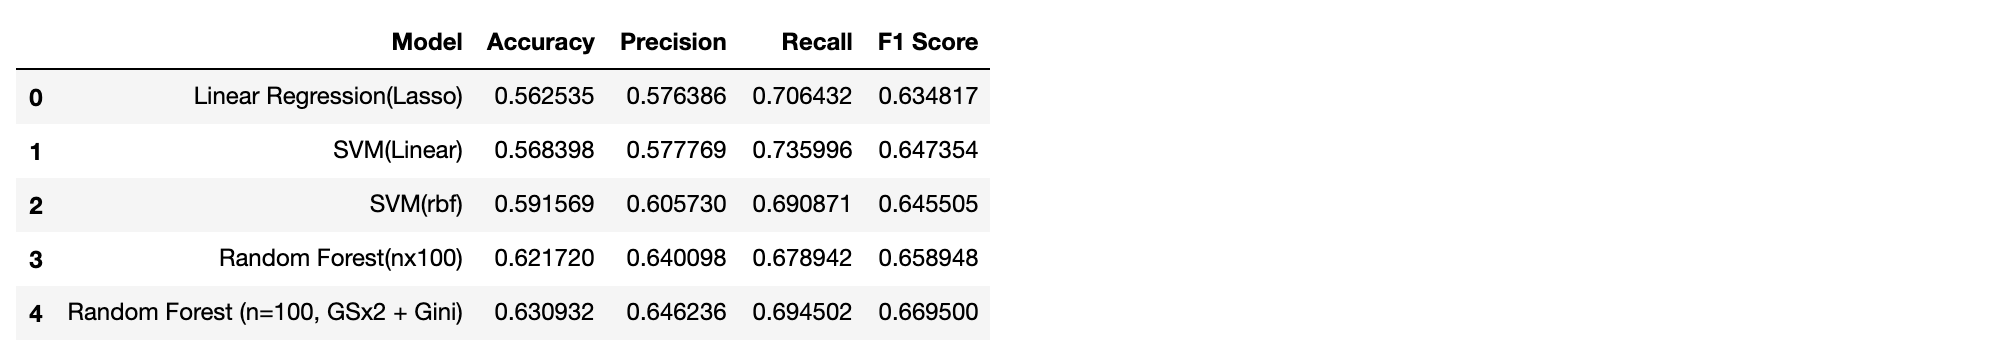 Model Accuracy Precision Recall F1 Score
0 Linear Regression(Lasso) 0.562535 0.576386 0.706432 0.634817
1 SVM(Linear) 0.568398 0.577769 0.735996 0.647354
2 SVM(rbf) 0.591569 0.605730 0.690871 0.645505
3 Random Forest(nx100) 0.621720 0.640098 0.678942 0.658948
4 Random Forest (n=100, GSx2 + Gini) 0.630932 0.646236 0.694502 0.669500